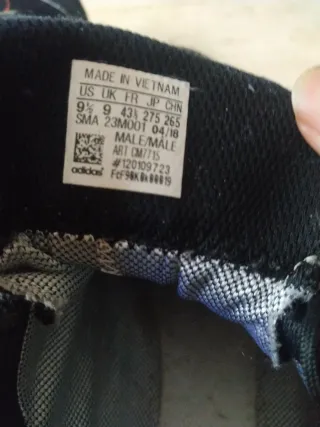 MADE IN VIETNAM
US UK FR JP CHN
9½ 9 43⅓ 275 265
SMA 23M001 04/18
MALE/MALE
ART CM7715
#120109723
adidas